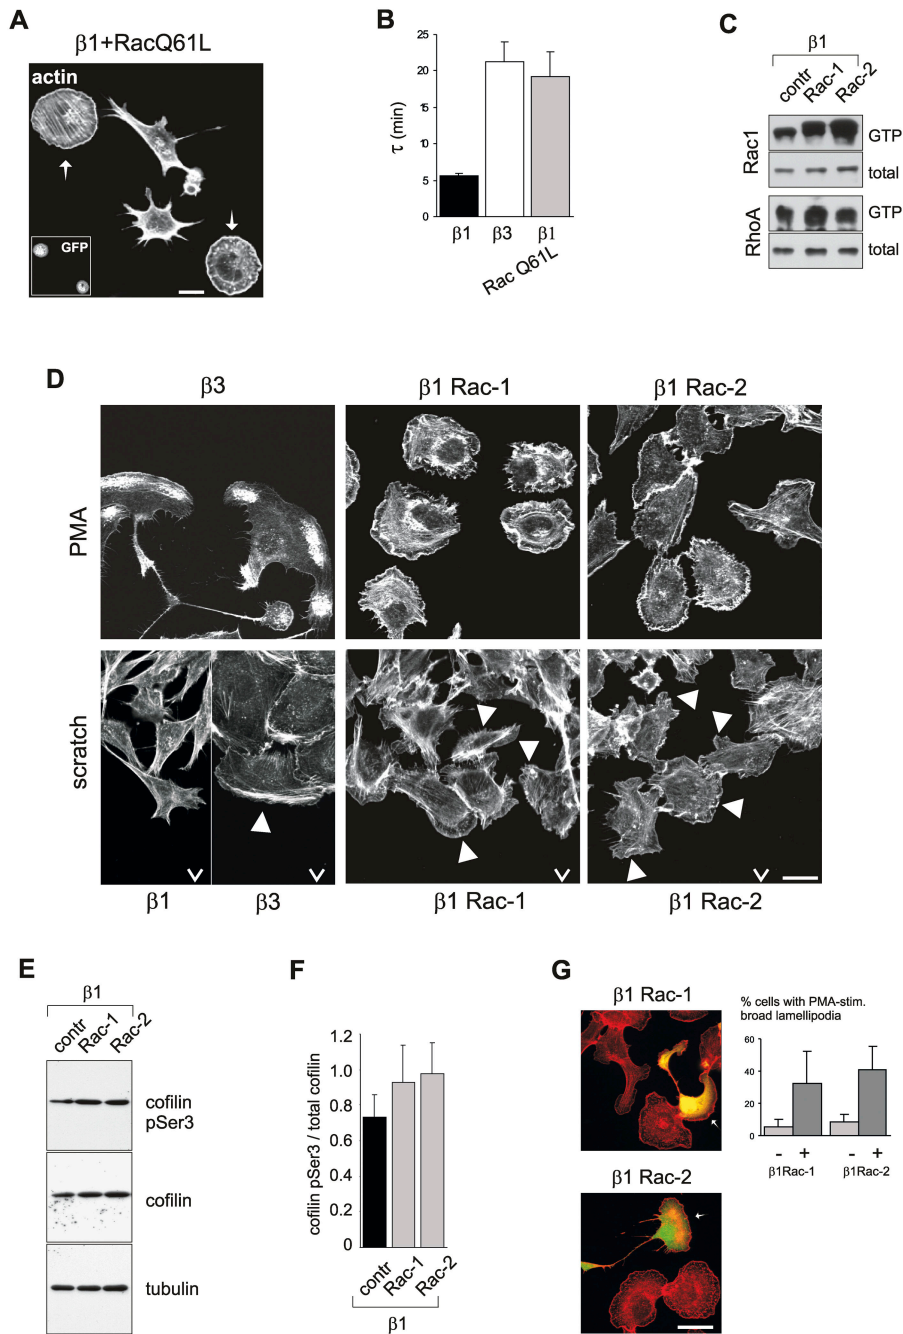 A
β1+RacQ61L
actin
GFP
B
25
20
15
10
5
0
τ (min)
β1
β3
β1
Rac Q61L
C
β1
contr
Rac-1
Rac-2
Rac1
GTP
total
RhoA
GTP
total
D
β3
β1 Rac-1
β1 Rac-2
PMA
scratch
β1
β3
β1 Rac-1
β1 Rac-2
E
β1
contr
Rac-1
Rac-2
cofilin
pSer3
cofilin
tubulin
F
1.2
1.0
0.8
0.6
0.4
0.2
0
cofilin pSer3 / total cofilin
contr
Rac-1
Rac-2
β1
G
β1 Rac-1
β1 Rac-2
% cells with PMA-stim.
broad lamellipodia
60
40
20
0
- + - +
β1Rac-1 β1Rac-2